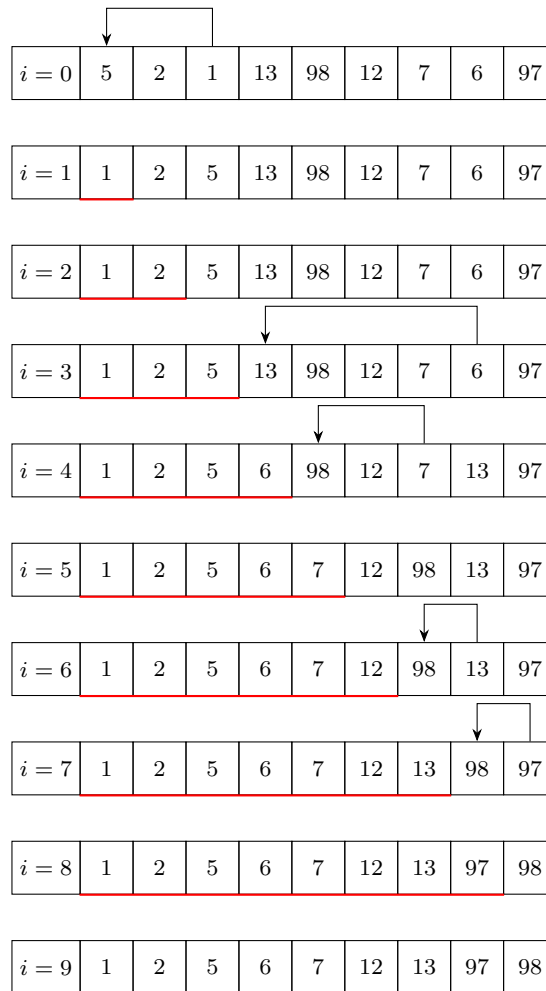 i = 0 5 2 1 13 98 12 7 6 97
i = 1 1 2 5 13 98 12 7 6 97
i = 2 1 2 5 13 98 12 7 6 97
i = 3 1 2 5 13 98 12 7 6 97
i = 4 1 2 5 6 98 12 7 13 97
i = 5 1 2 5 6 7 12 98 13 97
i = 6 1 2 5 6 7 12 98 13 97
i = 7 1 2 5 6 7 12 13 98 97
i = 8 1 2 5 6 7 12 13 97 98
i = 9 1 2 5 6 7 12 13 97 98